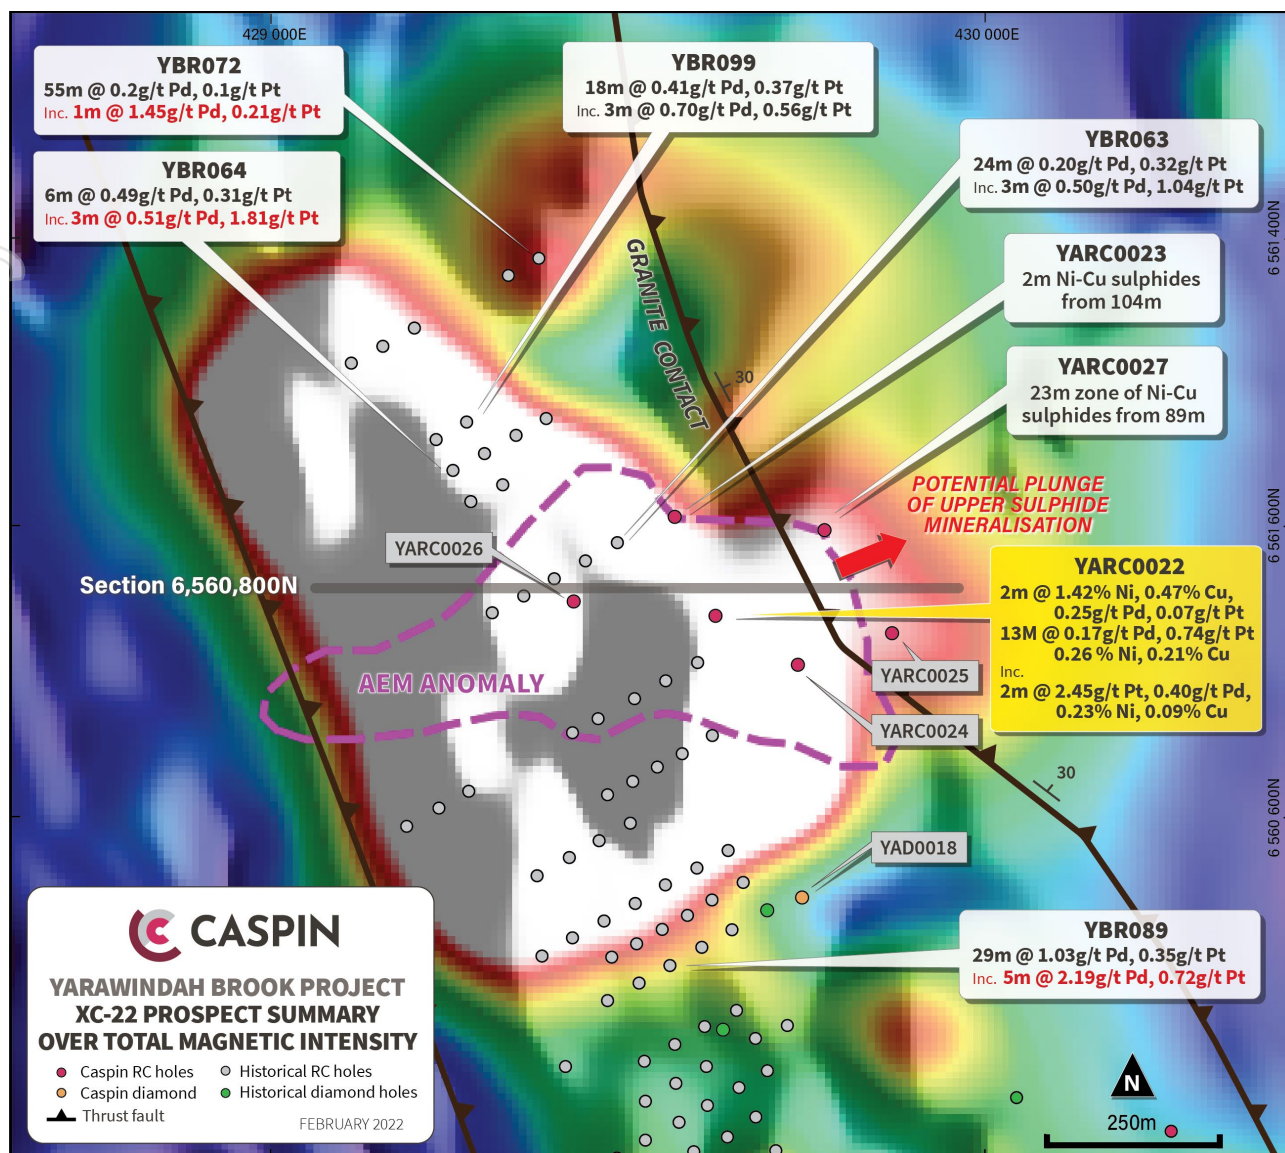 429 000E
430 000E
YBR072
55m @ 0.2g/t Pd, 0.1g/t Pt
Inc. 1m @ 1.45g/t Pd, 0.21g/t Pt
YBR099
18m @ 0.41g/t Pd, 0.37g/t Pt
Inc. 3m @ 0.70g/t Pd, 0.56g/t Pt
YBR063
24m @ 0.20g/t Pd, 0.32g/t Pt
Inc. 3m @ 0.50g/t Pd, 1.04g/t Pt
YBR064
6m @ 0.49g/t Pd, 0.31g/t Pt
Inc. 3m @ 0.51g/t Pd, 1.81g/t Pt
6 561 400N
YARC0023
2m Ni-Cu sulphides
from 104m
GRANITE CONTACT
30
YARC0027
23m zone of Ni-Cu
sulphides from 89m
POTENTIAL PLUNGE
OF UPPER SULPHIDE
MINERALISATION
6 561 600N
YARC0026
Section 6,560,800N
YARC0022
2m @ 1.42% Ni, 0.47% Cu,
0.25g/t Pd, 0.07g/t Pt
13M @ 0.17g/t Pd, 0.74g/t Pt
0.26 % Ni, 0.21% Cu
Inc.
2m @ 2.45g/t Pt, 0.40g/t Pd,
0.23% Ni, 0.09% Cu
AEM ANOMALY
YARC0025
YARC0024
30
6 560 600N
YAD0018
YBR089
29m @ 1.03g/t Pd, 0.35g/t Pt
Inc. 5m @ 2.19g/t Pd, 0.72g/t Pt
CASPIN
YARAWINDAH BROOK PROJECT
XC-22 PROSPECT SUMMARY
OVER TOTAL MAGNETIC INTENSITY
Caspin RC holes
Historical RC holes
Caspin diamond
Historical diamond holes
Thrust fault
FEBRUARY 2022
N
250m